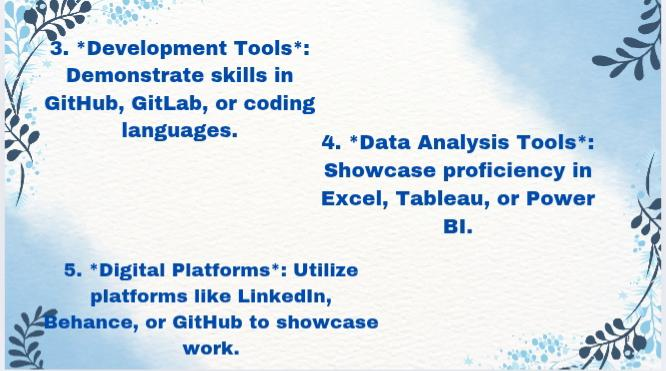 3. *Development Tools*:
Demonstrate skills in
GitHub, GitLab, or coding
languages.
4. *Data Analysis Tools*:
Showcase proficiency in
Excel, Tableau, or Power
BI.
5. *Digital Platforms*: Utilize
platforms like LinkedIn,
Behance, or GitHub to showcase
work.